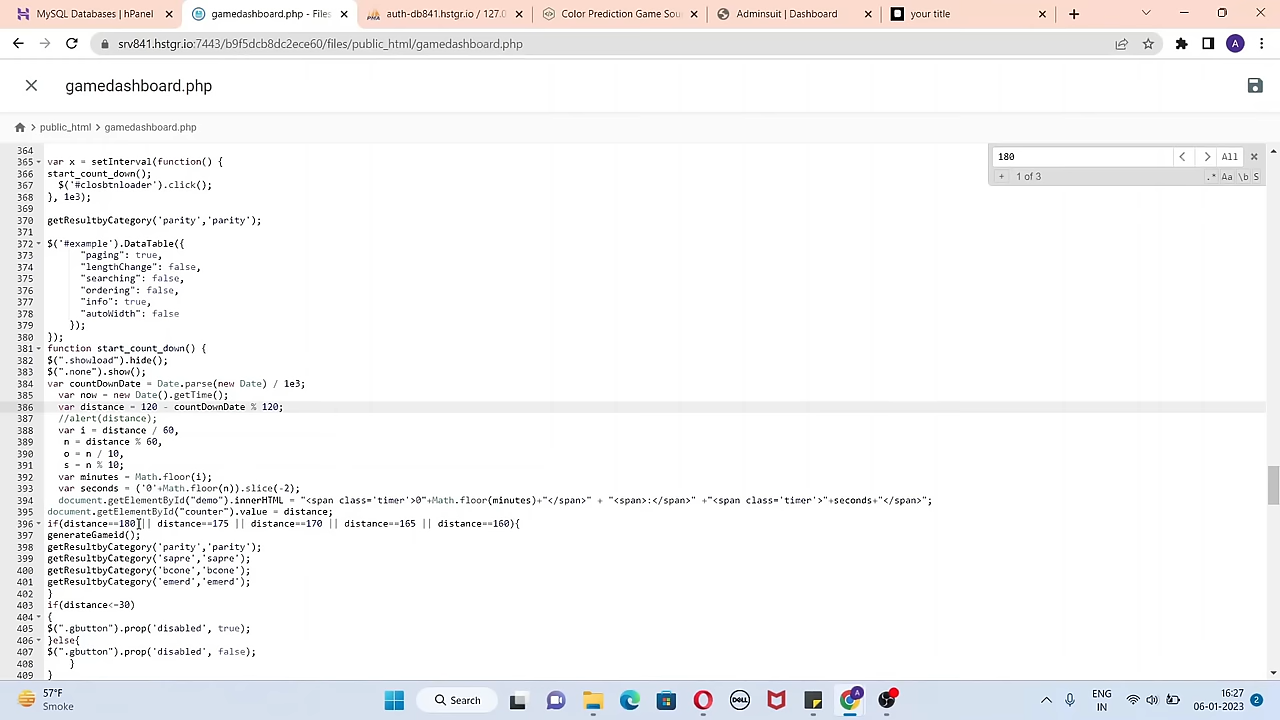 MySQL Databases | hPanel
gamedashboard.php - Files
auth-db841.hstgr.io / 127.0
Color Prediction Game Sou
Adminsuit | Dashboard
your title
srv841.hstgr.io:7443/b9f5dcb8dc2ece60/files/public_html/gamedashboard.php
A
gamedashboard.php
public_html
gamedashboard.php
180
All
+
1 of 3
.*
Aa
\b
S
364
365 var x = setInterval(function() {
366 start_count_down();
367 $('#closbtnloader').click();
368 }, 1e3);
369
370 getResultbyCategory('parity','parity');
371
372 $('#example').DataTable({
373 "paging": true,
374 "lengthChange": false,
375 "searching": false,
376 "ordering": false,
377 "info": true,
378 "autoWidth": false
379 });
380 });
381 function start_count_down() {
382 $(".showload").hide();
383 $(".none").show();
384 var countDownDate = Date.parse(new Date) / 1e3;
385 var now = new Date().getTime();
386 var distance = 120 - countDownDate % 120;
387 //alert(distance);
388 var i = distance / 60,
389 n = distance % 60,
390 o = n / 10,
391 s = n % 10;
392 var minutes = Math.floor(i);
393 var seconds = ('0'+Math.floor(n)).slice(-2);
394 document.getElementById("demo").innerHTML = "<span class='timer'>0"+Math.floor(minutes)+"</span>" + "<span>:</span>" +"<span class='timer'>"+seconds+"</span>";
395 document.getElementById("counter").value = distance;
396 if(distance==180 || distance==175 || distance==170 || distance==165 || distance==160){
397 generateGameid();
398 getResultbyCategory('parity','parity');
399 getResultbyCategory('sapre','sapre');
400 getResultbyCategory('bcone','bcone');
401 getResultbyCategory('emerd','emerd');
402 }
403 if(distance<=30)
404 {
405 $(".gbutton").prop('disabled', true);
406 }else{
407 $(".gbutton").prop('disabled', false);
408 }
409 }
57°F
Smoke
Search
ENG
IN
16:27
06-01-2023
2